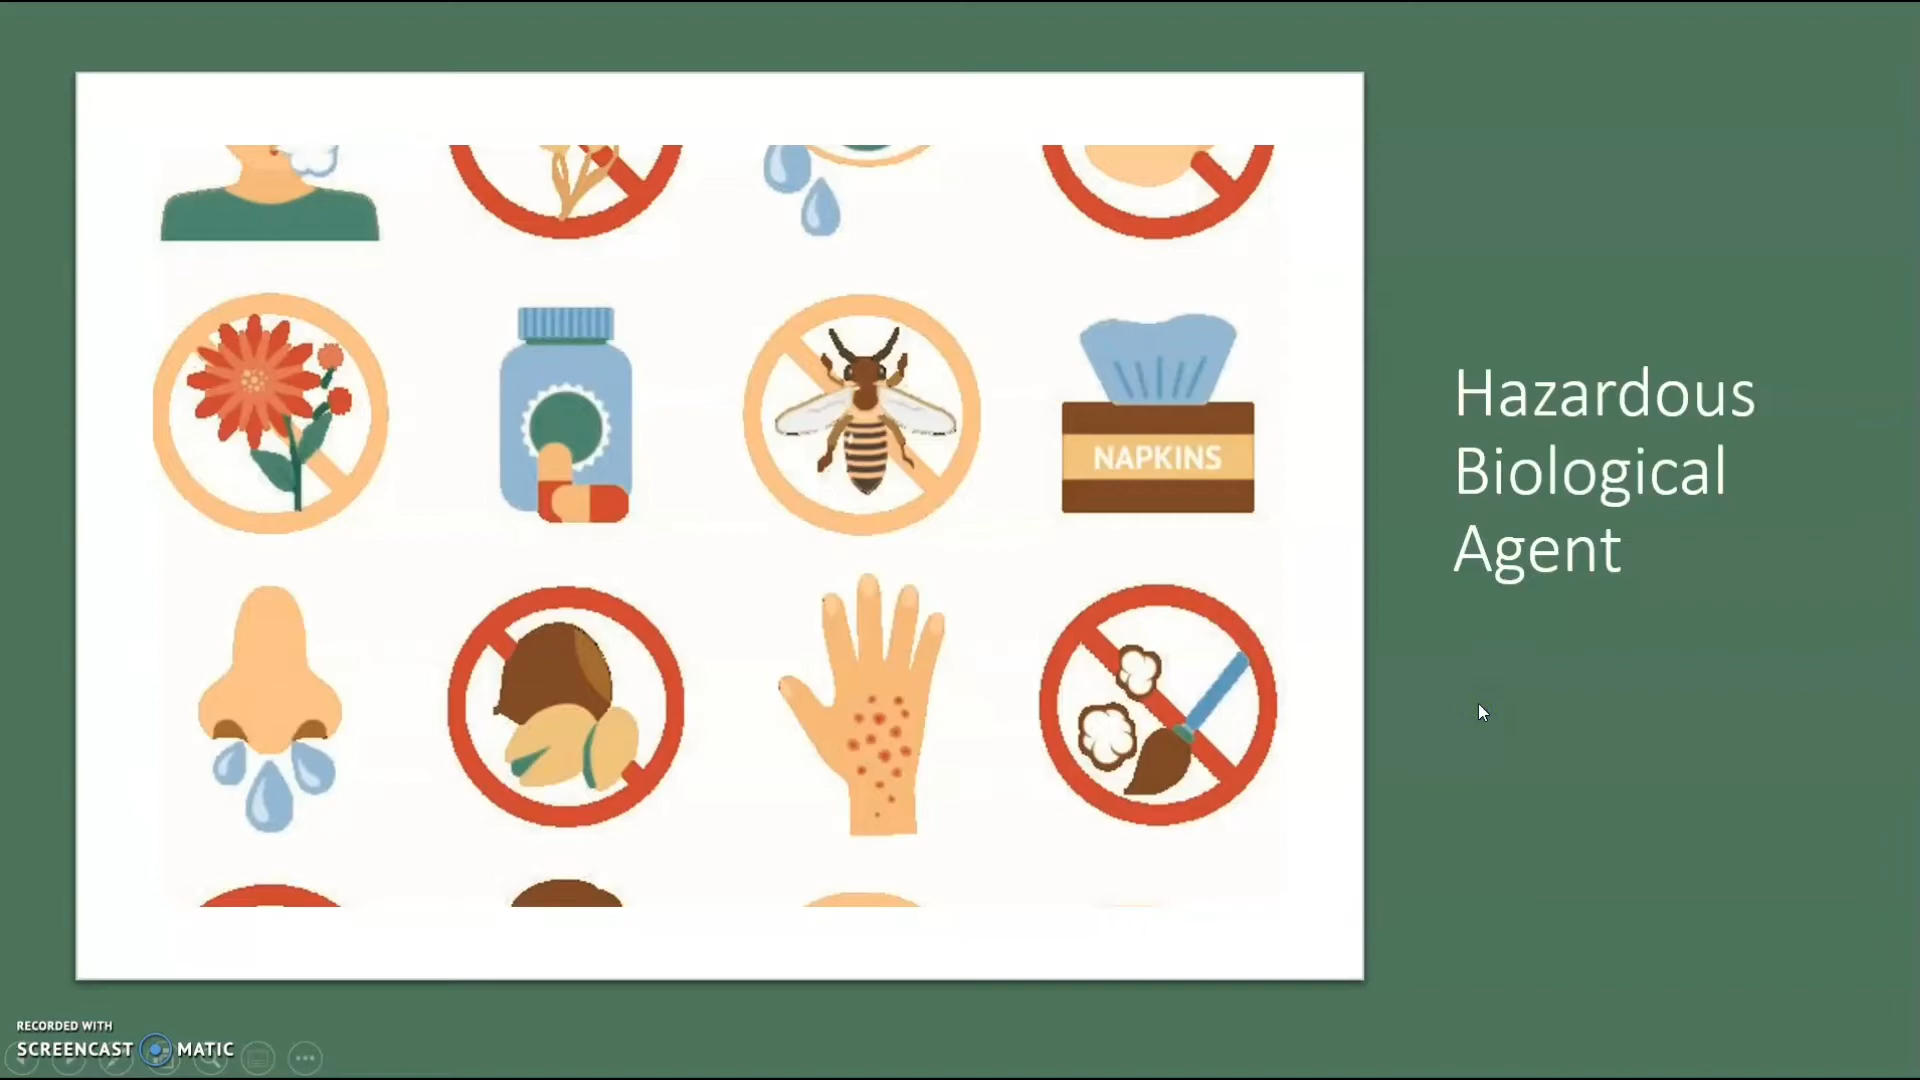 NAPKINS
Hazardous
Biological
Agent
RECORDED WITH
SCREENCAST MATIC